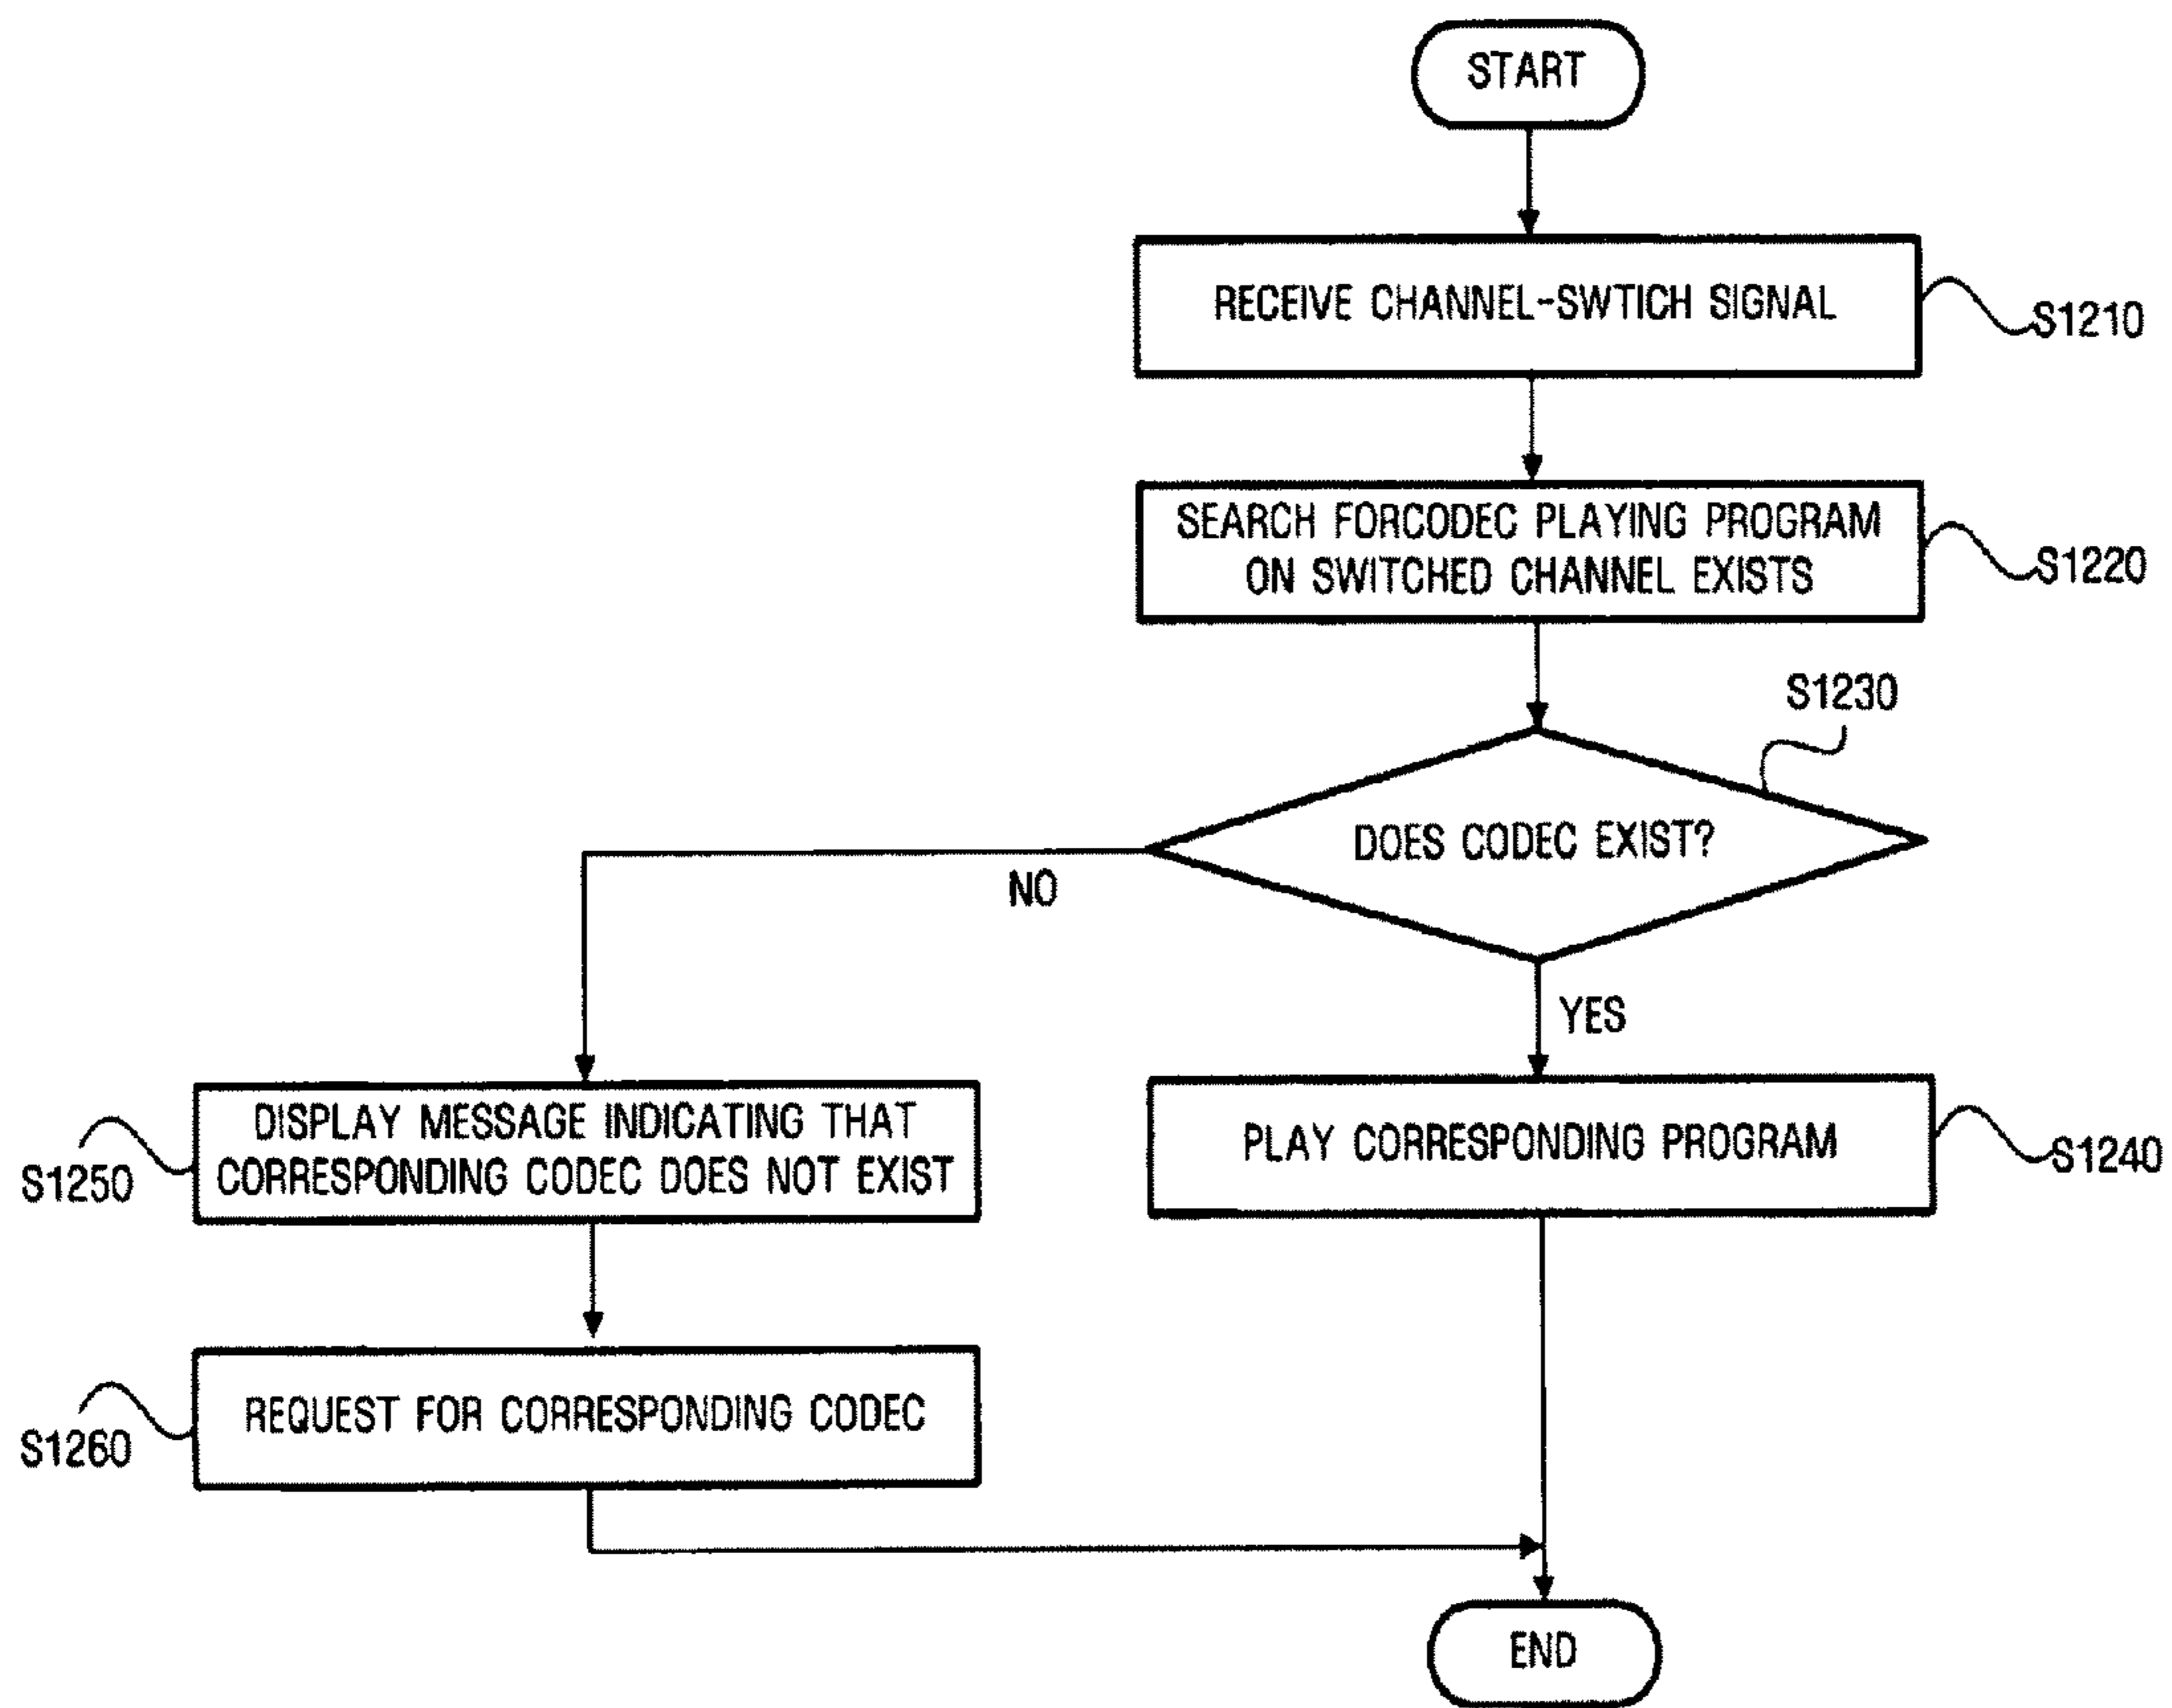 START
RECEIVE CHANNEL-SWTICH SIGNAL
S1210
SEARCH FORCODEC PLAYING PROGRAM
ON SWITCHED CHANNEL EXISTS
S1220
S1230
DOES CODEC EXIST?
NO
YES
DISPLAY MESSAGE INDICATING THAT
CORRESPONDING CODEC DOES NOT EXIST
S1250
PLAY CORRESPONDING PROGRAM
S1240
REQUEST FOR CORRESPONDING CODEC
S1260
END